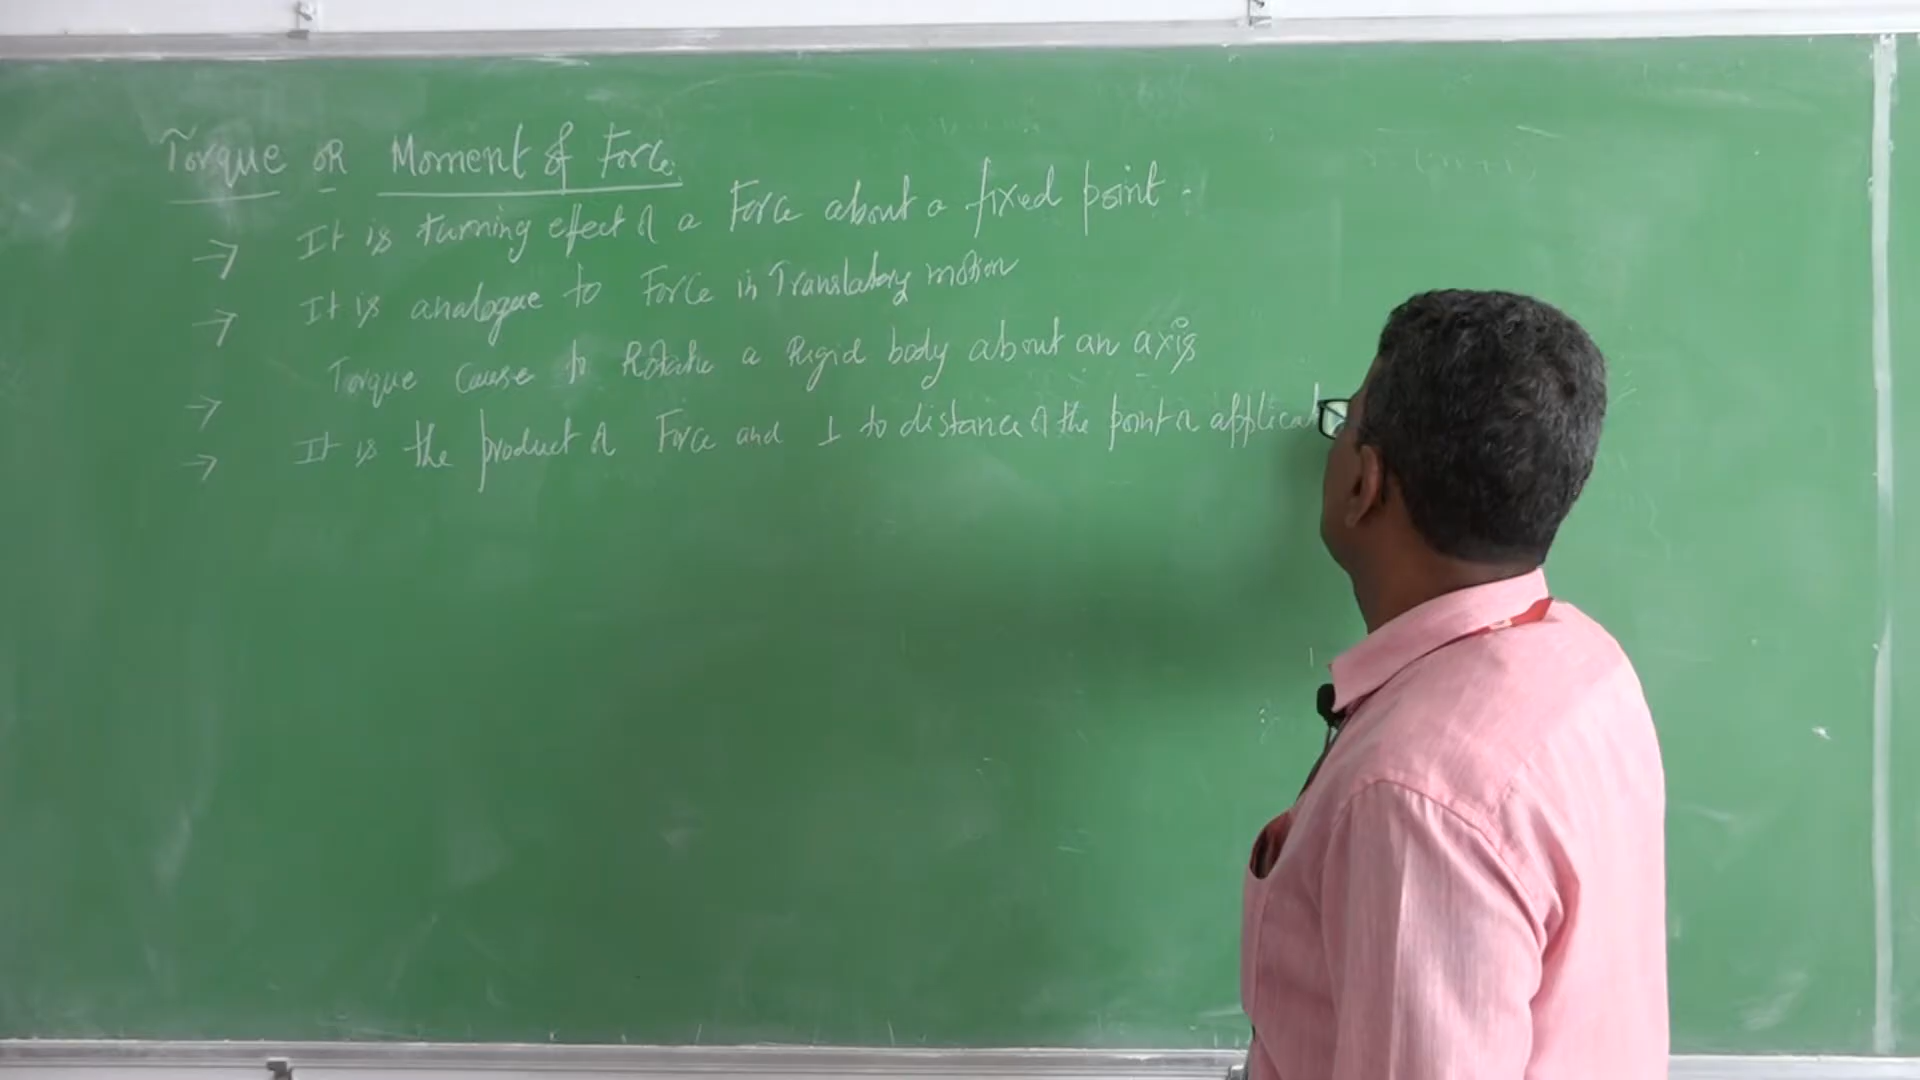 Torque OR Moment of Force
→ It is turning effect of a Force about a fixed point.
→ It is analogue to Force in Translatory motion
→ Torque cause to Rotate a Rigid body about an axis
→ It is the product of Force and ⊥ to distance of the point of applicat